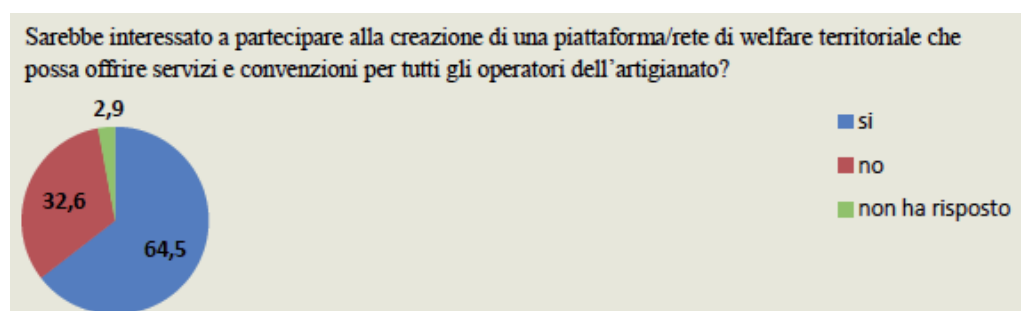 Sarebbe interessato a partecipare alla creazione di una piattaforma/rete di welfare territoriale che
possa offrire servizi e convenzioni per tutti gli operatori dell’artigianato?
2,9
32,6
64,5
si
no
non ha risposto